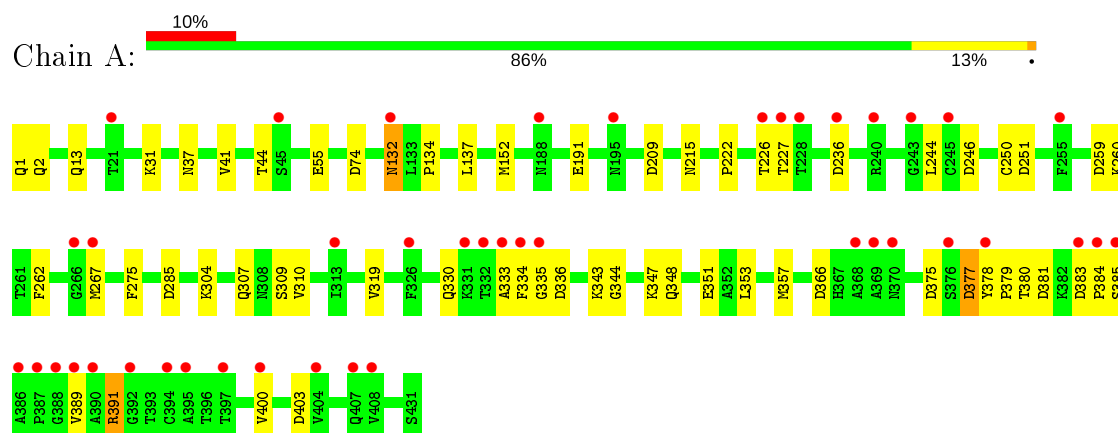 10%
Chain A:
86% 13% •
Q1 Q2 Q13 T21 K31 N37 V41 T44 S45 E55 D74 N132 L133 P134 L137 M152 N188 E191 N195 D209 N215 P222 T226 T227 T228 D236 R240 G243 L244 C245 D246 C250 D251 F255 D259 K260
T261 F262 G266 M267 F275 D285 K304 Q307 N308 S309 V310 I313 V319 F326 Q330 K331 T332 A333 F334 G335 D336 K343 G344 K347 Q348 E351 A352 L353 M357 D366 H367 A368 A369 N370 D375 S376 D377 Y378 P379 T380 D381 K382 D383 P384 S385
A386 P387 G388 V389 A390 R391 G392 T393 C394 A395 T396 T397 V400 D403 V404 Q407 V408 S431